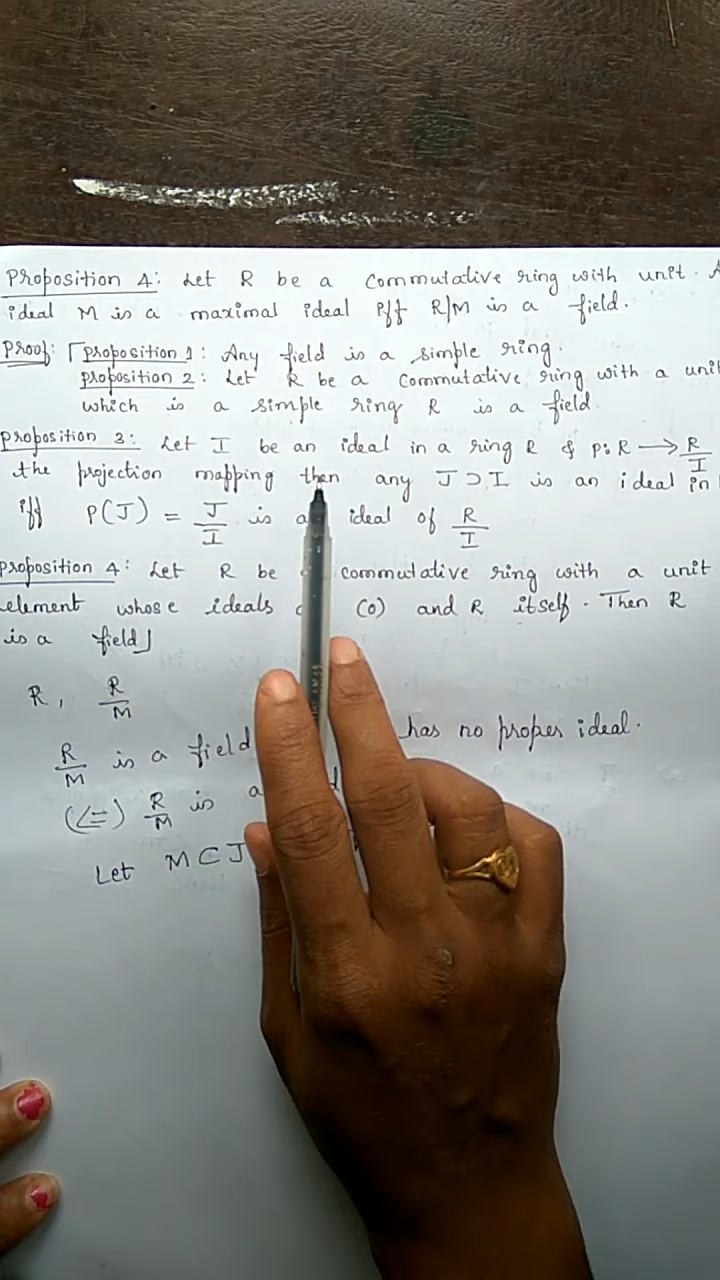 Proposition 4: Let R be a commutative ring with unit. A
ideal M is a maximal ideal iff R/M is a field.
Proof: ⌈Proposition 1: Any field is a simple ring.
Proposition 2: Let R be a commutative ring with a unit
which is a simple ring R is a field.
Proposition 3: Let I be an ideal in a ring R & p: R → R/I
the projection mapping then any J ⊃ I is an ideal in
iff P(J) = J/I is a ideal of R/I
Proposition 4: Let R be commutative ring with a unit
element whose ideals (0) and R itself. Then R
is a field⌋
R, R/M
R/M is a field has no proper ideal.
(<=) R/M is a
Let M ⊂ J